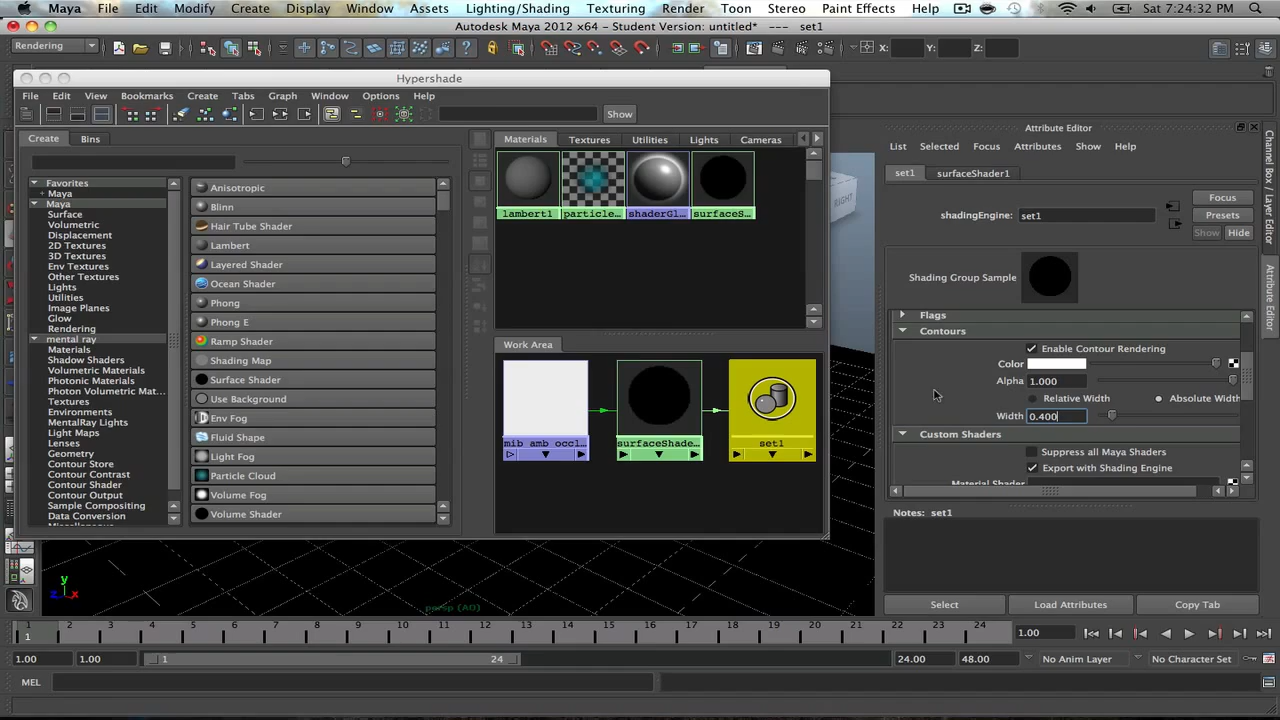 Maya File Edit Modify Create Display Window Assets Lighting/Shading Texturing Render Toon Stereo Paint Effects Help Sat 7:24:32 PM
Autodesk Maya 2012 x64 - Student Version: untitled* --- set1
Rendering X: Y: Z:
Hypershade
File Edit View Bookmarks Create Tabs Graph Window Options Help
Show
Create Bins
Favorites
+ Maya
Maya
Surface
Volumetric
Displacement
2D Textures
3D Textures
Env Textures
Other Textures
Lights
Utilities
Image Planes
Glow
Rendering
mental ray
Materials
Shadow Shaders
Volumetric Materials
Photonic Materials
Photon Volumetric Mat...
Textures
Environments
MentalRay Lights
Light Maps
Lenses
Geometry
Contour Store
Contour Contrast
Contour Shader
Contour Output
Sample Compositing
Data Conversion
Anisotropic
Blinn
Hair Tube Shader
Lambert
Layered Shader
Ocean Shader
Phong
Phong E
Ramp Shader
Shading Map
Surface Shader
Use Background
Env Fog
Fluid Shape
Light Fog
Particle Cloud
Volume Fog
Volume Shader
Materials Textures Utilities Lights Cameras
lambert1 particle... shaderGl... surfaceS...
Work Area
mib_amb_occl... surfaceShade... set1
Attribute Editor
List Selected Focus Attributes Show Help
set1 surfaceShader1
shadingEngine: set1
Focus
Presets
Show Hide
Shading Group Sample
Flags
Contours
Enable Contour Rendering
Color
Alpha 1.000
Relative Width Absolute Width
Width 0.400
Custom Shaders
Suppress all Maya Shaders
Export with Shading Engine
Material Shader
Notes: set1
Select Load Attributes Copy Tab
Channel Box / Layer Editor
Attribute Editor
y
z x
persp (AD)
1 2 3 4 5 6 7 8 9 10 11 12 13 14 15 16 17 18 19 20 21 22 23 24
1 1.00
1.00 1.00 1 24 24.00 48.00 No Anim Layer No Character Set
MEL